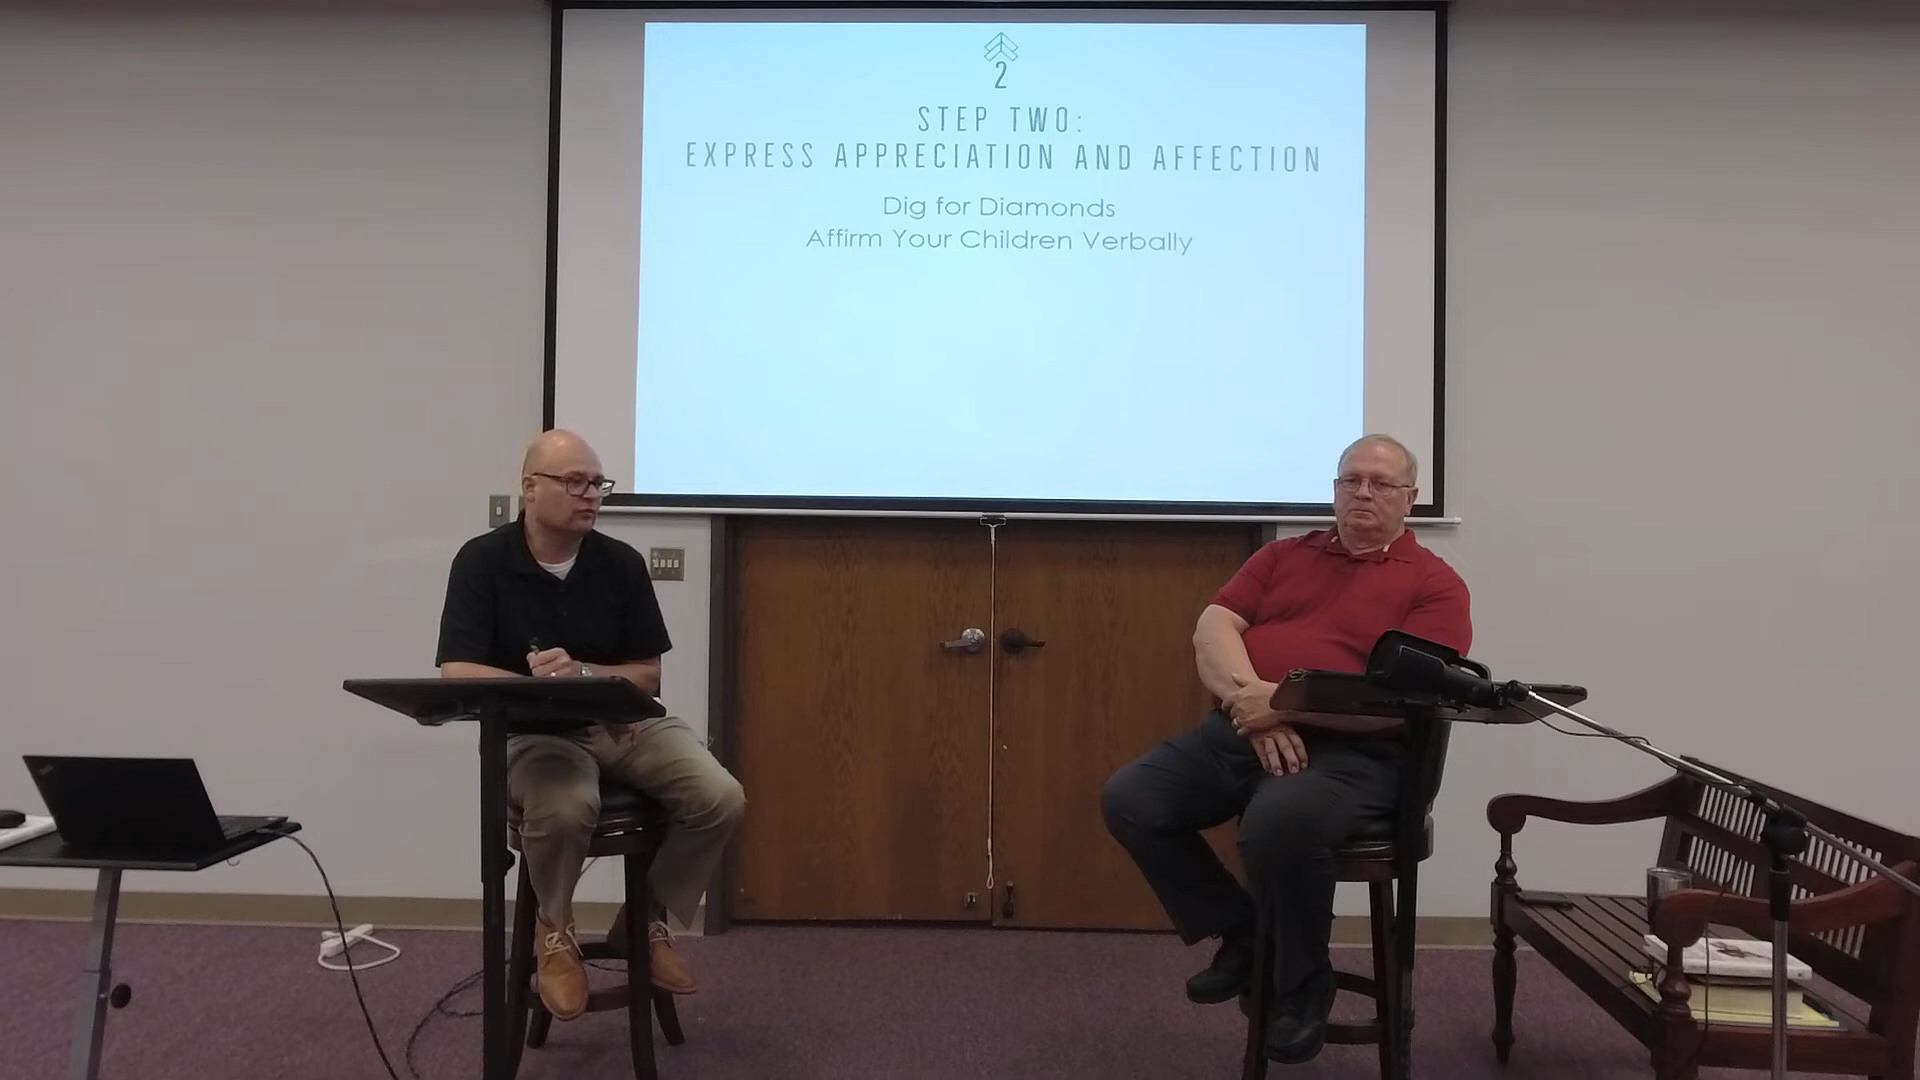 2
STEP TWO:
EXPRESS APPRECIATION AND AFFECTION
Dig for Diamonds
Affirm Your Children Verbally